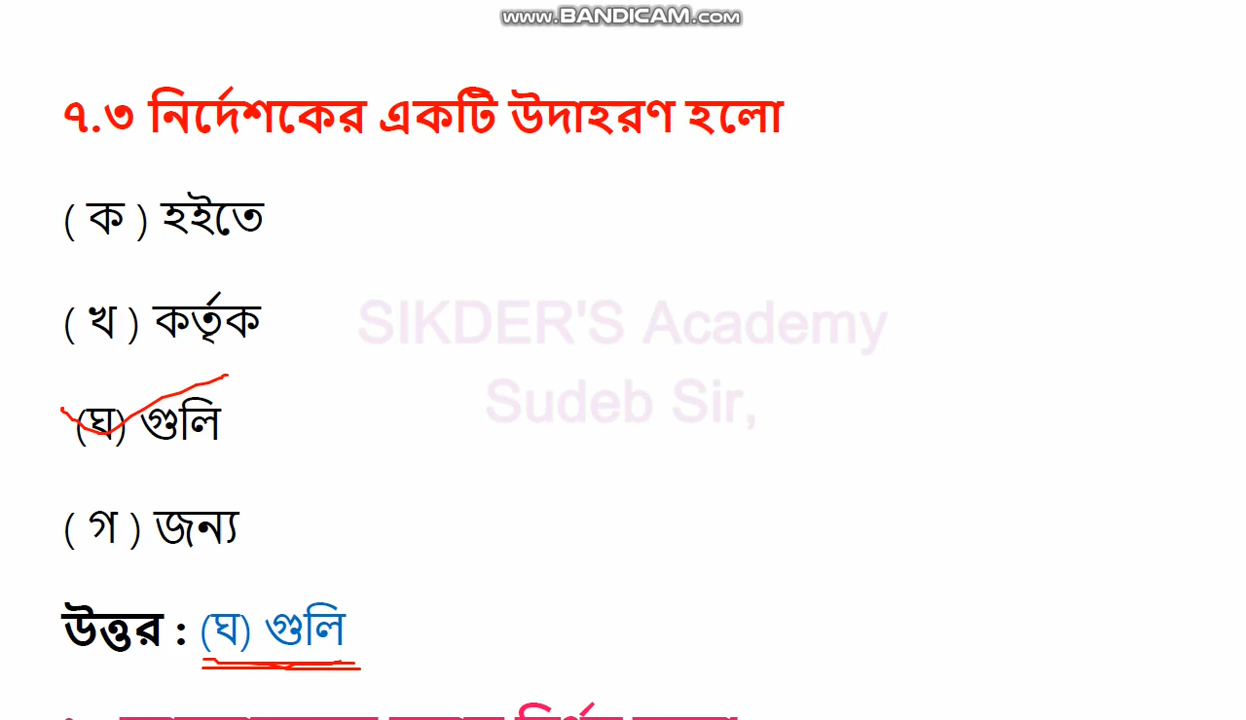 www.BANDICAM.com
৭.৩ নির্দেশকের একটি উদাহরণ হলো
( ক ) হইতে
( খ ) কর্তৃক
SIKDER'S Academy
(ঘ) গুলি
Sudeb Sir,
( গ ) জন্য
উত্তর : (ঘ) গুলি